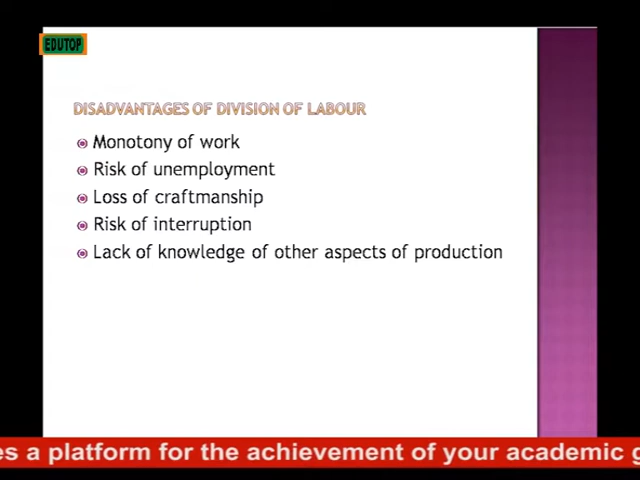 EDUTOP
DISADVANTAGES OF DIVISION OF LABOUR
Monotony of work
Risk of unemployment
Loss of craftmanship
Risk of interruption
Lack of knowledge of other aspects of production
a platform for the achievement of your academic